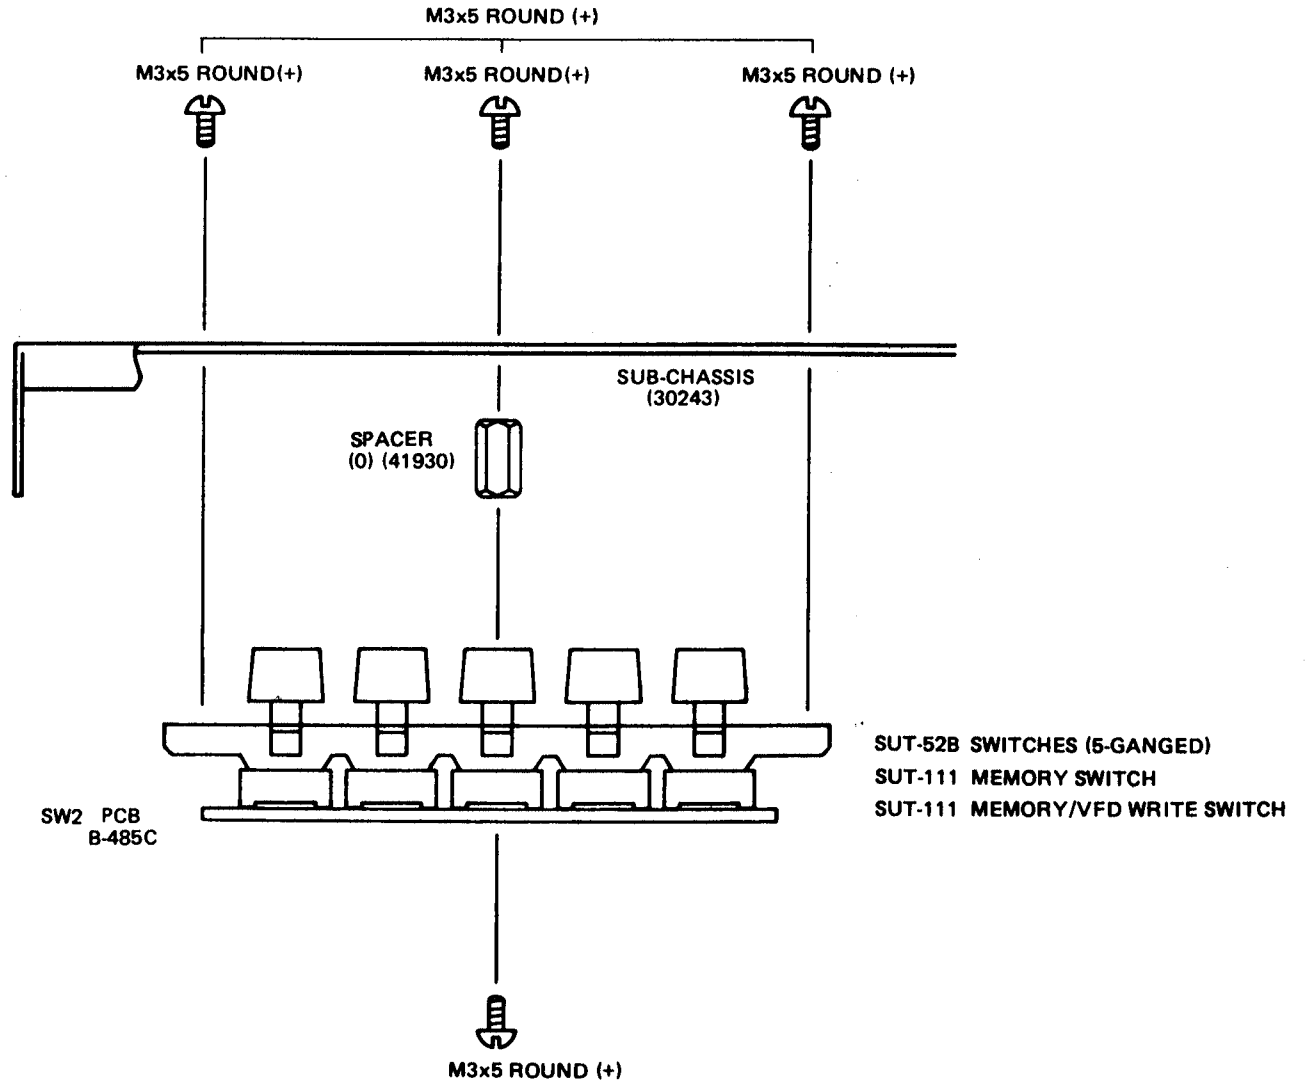 M3x5 ROUND (+)
M3x5 ROUND(+)
M3x5 ROUND(+)
M3x5 ROUND (+)
SUB-CHASSIS
(30243)
SPACER
(0) (41930)
SUT-52B SWITCHES (5-GANGED)
SUT-111 MEMORY SWITCH
SUT-111 MEMORY/VFD WRITE SWITCH
SW2 PCB
B-485C
M3x5 ROUND (+)